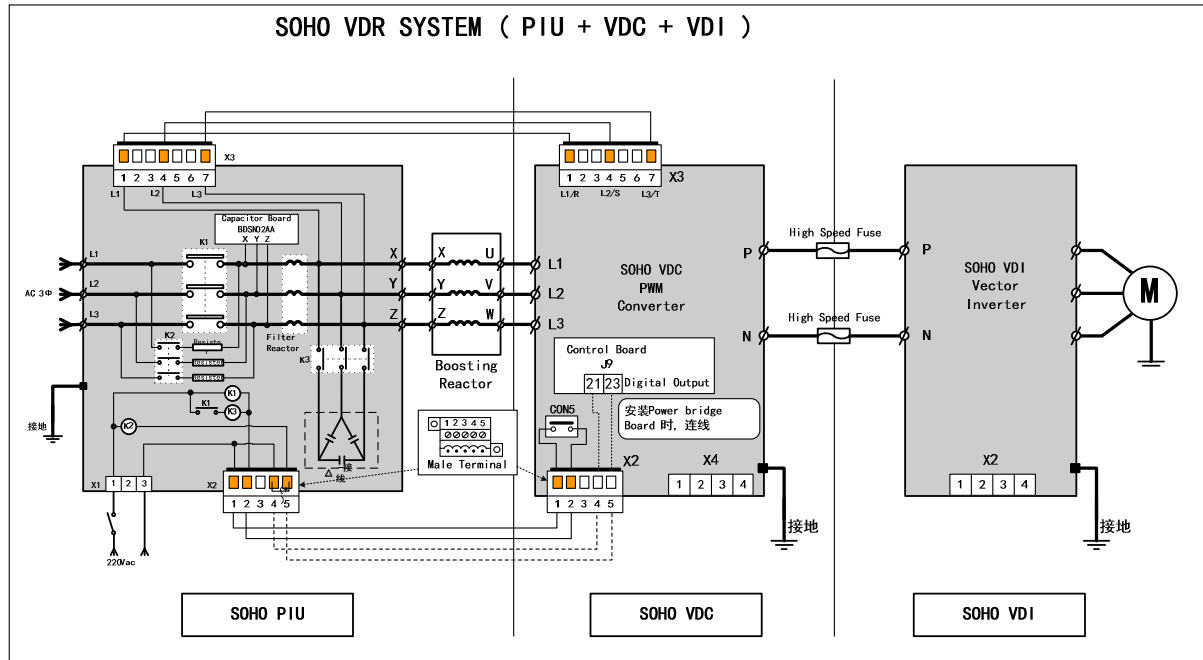 SOHO VDR SYSTEM ( PIU + VDC + VDI )
X3
1 2 3 4 5 6 7
L1 L2 L3
Capacitor Board
BDSN02AA
X Y Z
K1
L1
L2
L3
AC 3Φ
K2
Resisto
resistor
resistor
Filter
Reactor
K3
K1
K1
K3
K2
X
Y
Z
接地
△ 接
线
X1
1 2 3
220Vac
X2
1 2 3 4 5
X U
Y V
Z W
Boosting
Reactor
1 2 3 4 5
Male Terminal
X3
1 2 3 4 5 6 7
L1/R L2/S L3/T
L1
L2
L3
SOHO VDC
PWM
Converter
P
N
Control Board
J9
21 23 Digital Output
CON5
安装Power bridge
Board 时, 连线
X2
1 2 3 4 5
X4
1 2 3 4
接地
High Speed Fuse
High Speed Fuse
P
N
SOHO VDI
Vector
Inverter
M
X2
1 2 3 4
接地
SOHO PIU
SOHO VDC
SOHO VDI